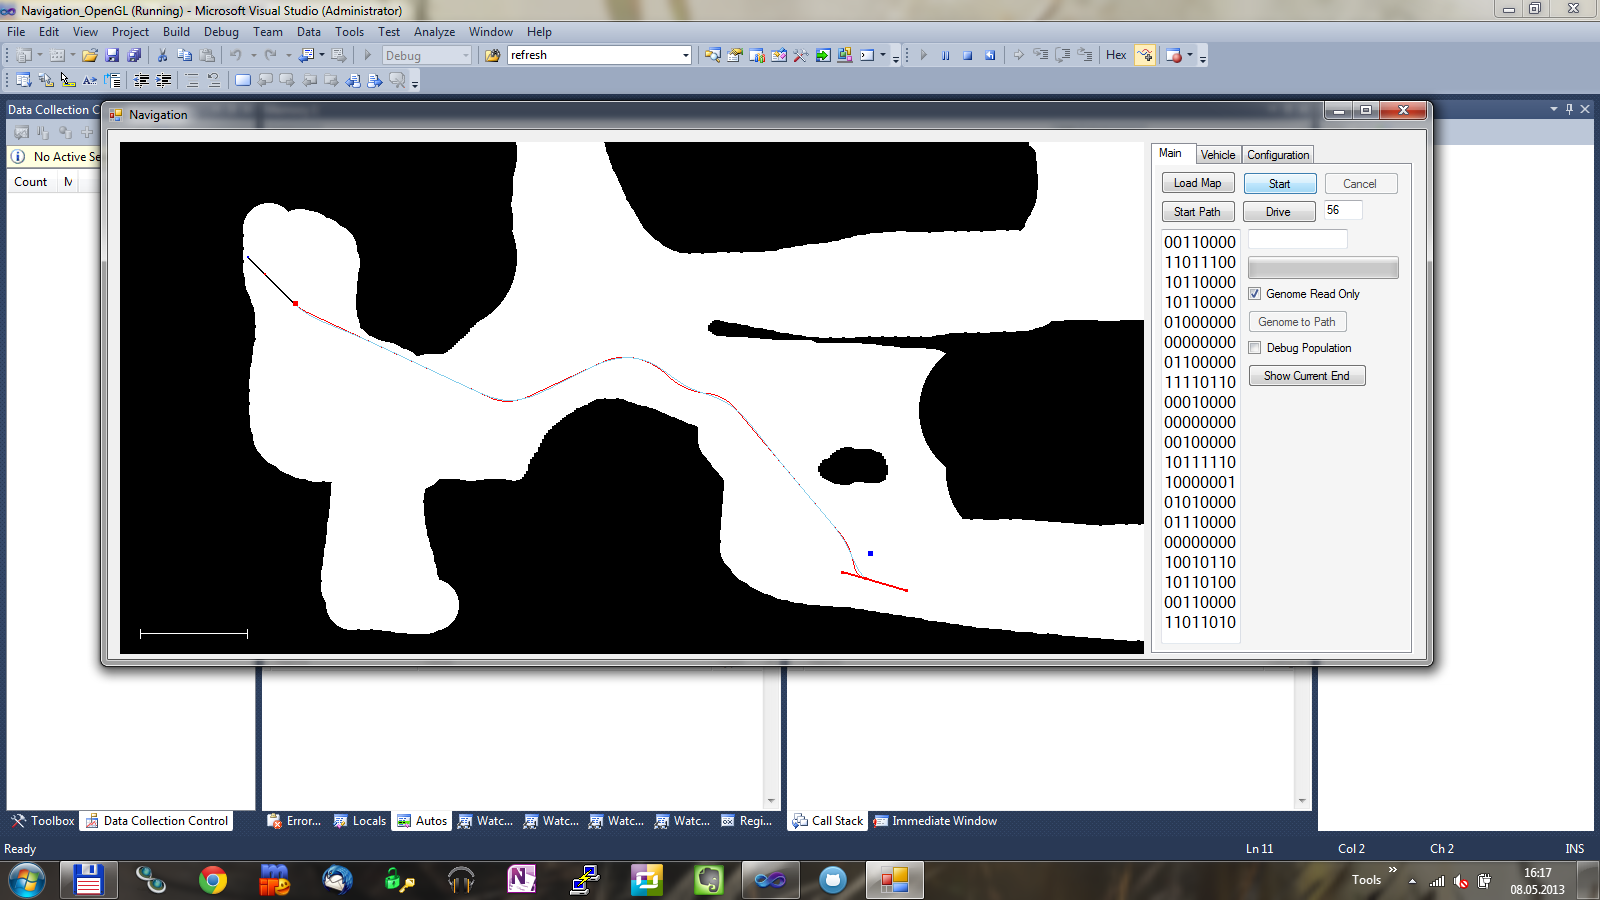 Navigation_OpenGL (Running) - Microsoft Visual Studio (Administrator)
File Edit View Project Build Debug Team Data Tools Test Analyze Window Help
Debug refresh Hex
Data Collection C
Navigation
No Active Se
Count M
Main Vehicle Configuration
Load Map Start Cancel
Start Path Drive 56
00110000
11011100
10110000
10110000
01000000
00000000
01100000
11110110
00010000
00000000
00100000
10111110
10000001
01010000
01110000
00000000
10010110
10110100
00110000
11011010
Genome Read Only
Genome to Path
Debug Population
Show Current End
Toolbox Data Collection Control Error... Locals Autos Watc... Watc... Watc... Watc... Regi... Call Stack Immediate Window
Ready Ln 11 Col 2 Ch 2 INS
Tools 16:17
08.05.2013